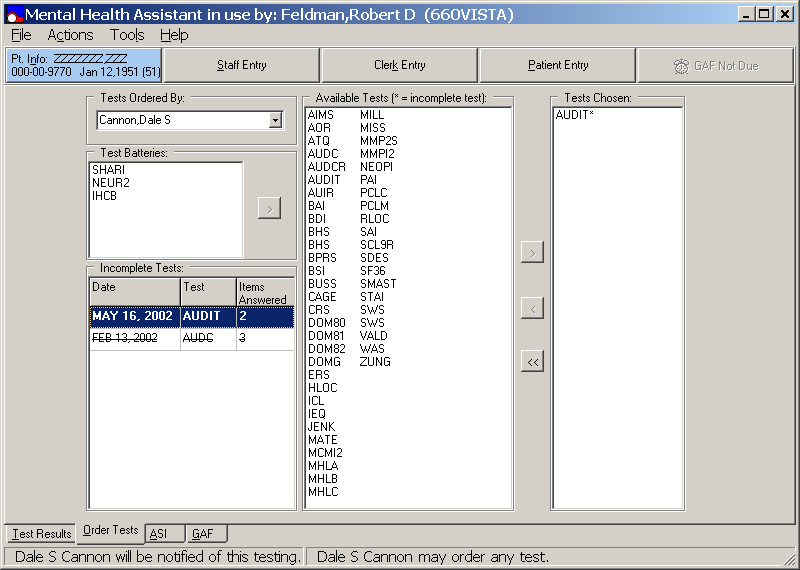 Mental Health Assistant in use by: Feldman,Robert D (660VISTA)
File Actions Tools Help
Pt. Info: ZZZZZZZZ,ZZZ
000-00-9770 Jan 12,1951 (51)
Staff Entry
Clerk Entry
Patient Entry
GAF Not Due
Tests Ordered By:
Cannon,Dale S
Test Batteries:
SHARI
NEUR2
IHCB
>
Incomplete Tests:
Date Test Items Answered
MAY 16, 2002 AUDIT 2
FEB 13, 2002 AUDC 3
Available Tests (* = incomplete test):
AIMS MILL
AOR MISS
ATQ MMP2S
AUDC MMPI2
AUDCR NEOPI
AUDIT PAI
AUIR PCLC
BAI PCLM
BDI RLOC
BHS SAI
BHS SCL9R
BPRS SDES
BSI SF36
BUSS SMAST
CAGE STAI
CRS SWS
DOM80 SWS
DOM81 VALD
DOM82 WAS
DOMG ZUNG
ERS
HLOC
ICL
IEQ
JENK
MATE
MCMI2
MHLA
MHLB
MHLC
>
<
<<
Tests Chosen:
AUDIT*
Test Results Order Tests ASI GAF
Dale S Cannon will be notified of this testing. Dale S Cannon may order any test.